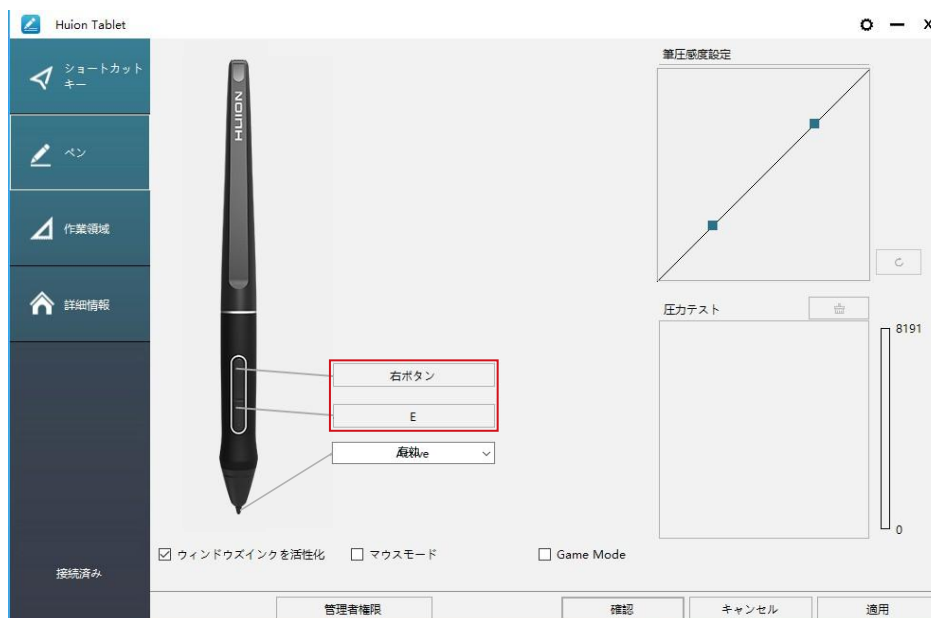 Huion Tablet
ショートカット
キー
ペン
作業領域
詳細情報
接続済み
HUION
右ボタン
E
筆圧感度設定
圧力テスト
8191
0
ウィンドウズインクを活性化
マウスモード
Game Mode
管理者権限
確認
キャンセル
適用